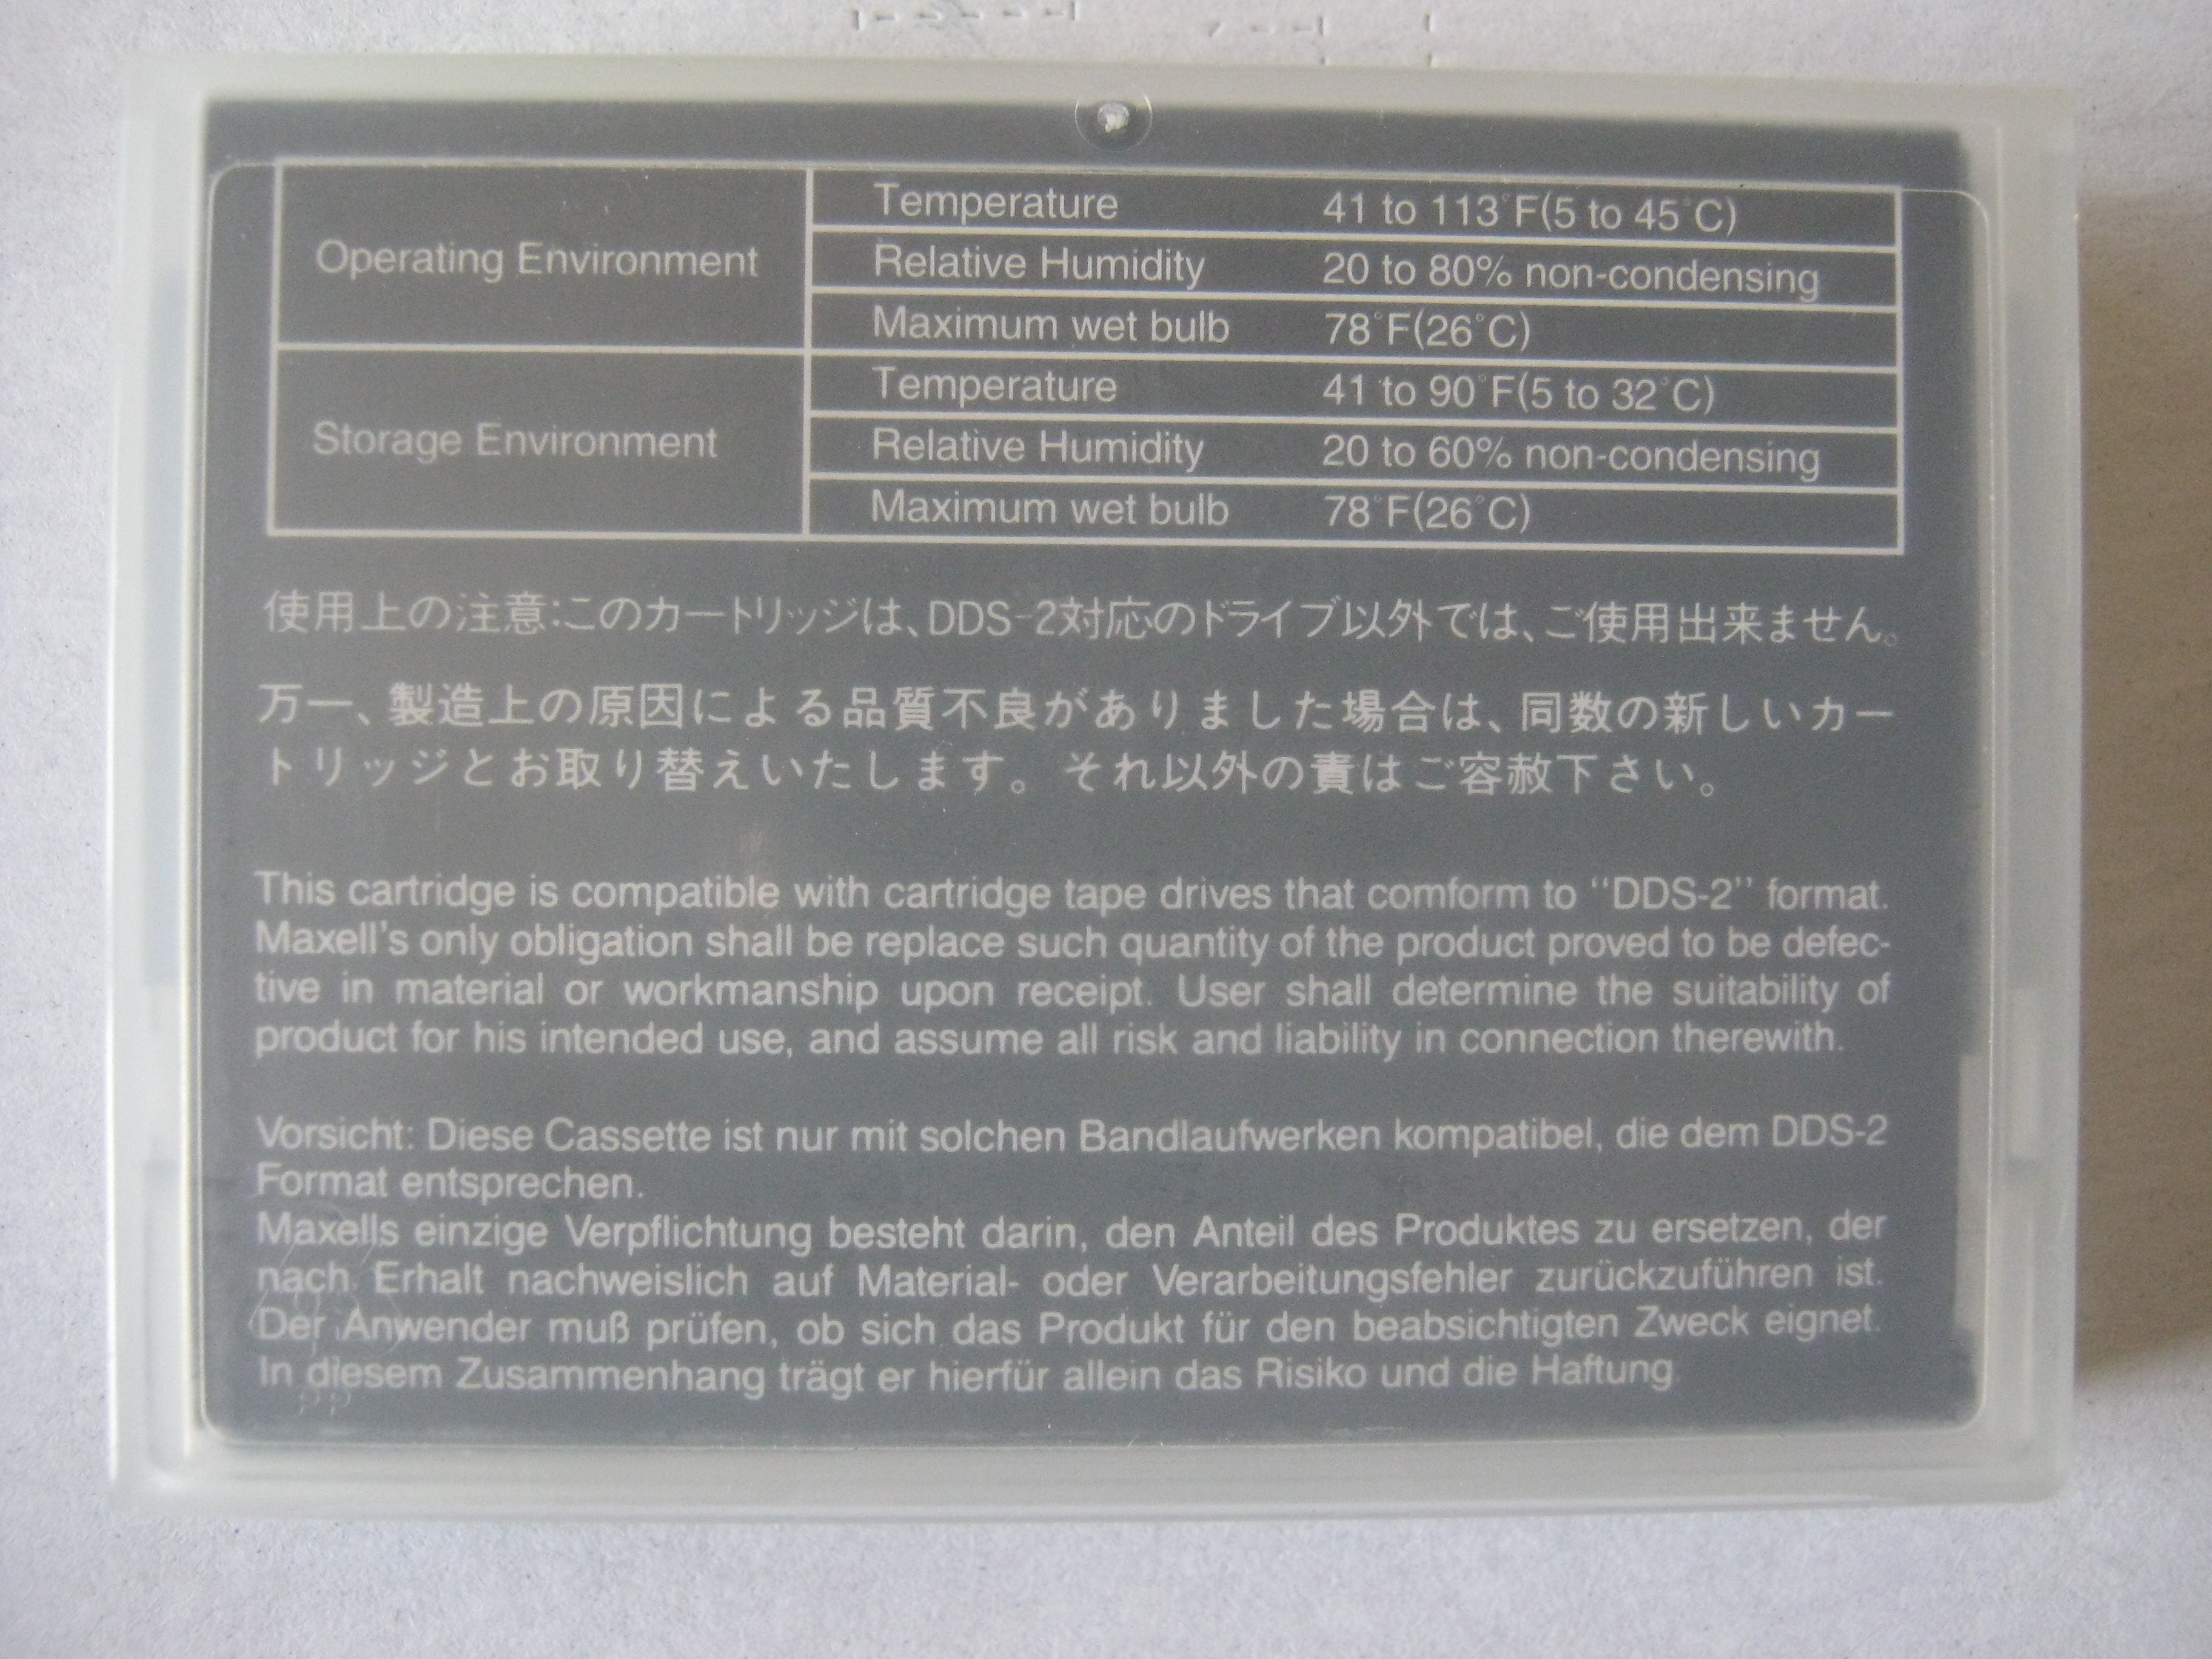 Operating Environment
Temperature 41 to 113°F(5 to 45°C)
Relative Humidity 20 to 80% non-condensing
Maximum wet bulb 78°F(26°C)
Storage Environment
Temperature 41 to 90°F(5 to 32°C)
Relative Humidity 20 to 60% non-condensing
Maximum wet bulb 78°F(26°C)
使用上の注意:このカートリッジは、DDS-2対応のドライブ以外では、ご使用出来ません。
万一、製造上の原因による品質不良がありました場合は、同数の新しいカー
トリッジとお取り替えいたします。それ以外の責はご容赦下さい。
This cartridge is compatible with cartridge tape drives that comform to “DDS-2” format.
Maxell's only obligation shall be replace such quantity of the product proved to be defec-
tive in material or workmanship upon receipt. User shall determine the suitability of
product for his intended use, and assume all risk and liability in connection therewith.
Vorsicht: Diese Cassette ist nur mit solchen Bandlaufwerken kompatibel, die dem DDS-2
Format entsprechen.
Maxells einzige Verpflichtung besteht darin, den Anteil des Produktes zu ersetzen, der
nach Erhalt nachweislich auf Material- oder Verarbeitungsfehler zurückzuführen ist.
Der Anwender muß prüfen, ob sich das Produkt für den beabsichtigten Zweck eignet.
In diesem Zusammenhang trägt er hierfür allein das Risiko und die Haftung.